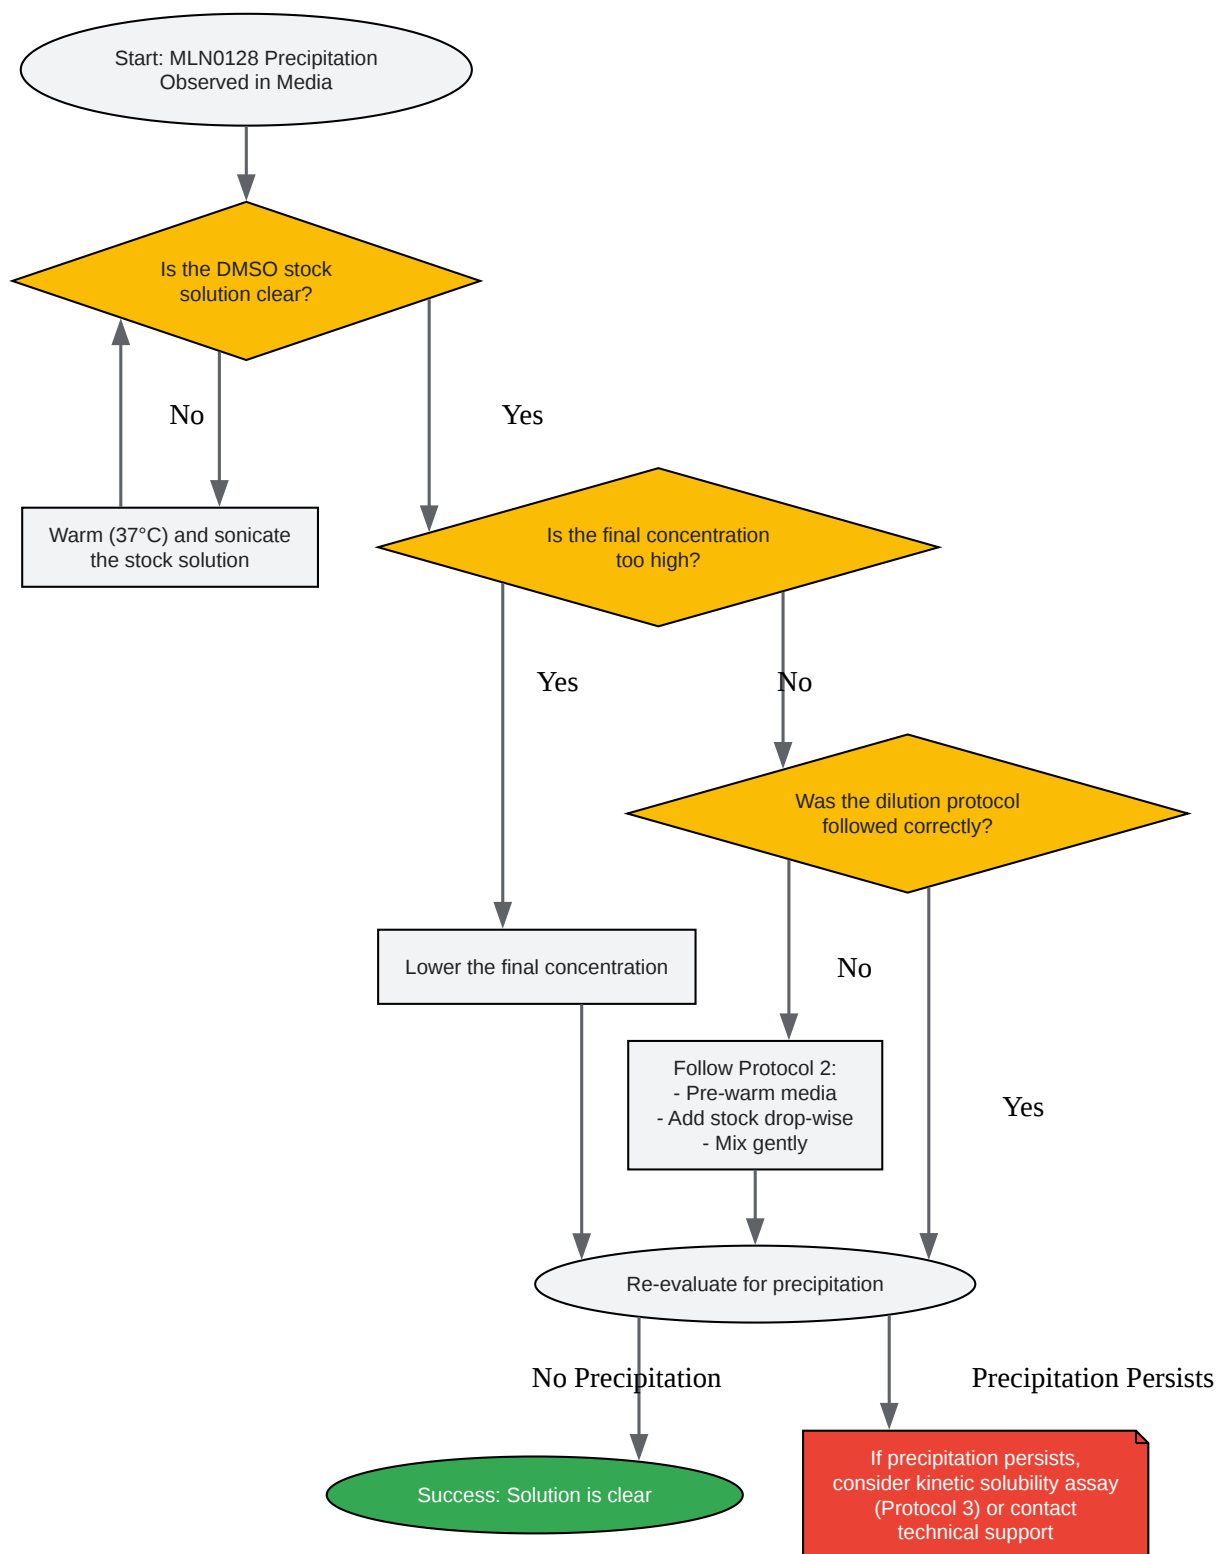 Start: MLN0128 Precipitation
Observed in Media
Is the DMSO stock
solution clear?
No
Yes
Warm (37°C) and sonicate
the stock solution
Is the final concentration
too high?
Yes
No
Was the dilution protocol
followed correctly?
Lower the final concentration
No
Follow Protocol 2:
- Pre-warm media
- Add stock drop-wise
- Mix gently
Yes
Re-evaluate for precipitation
No Precipitation
Precipitation Persists
Success: Solution is clear
If precipitation persists,
consider kinetic solubility assay
(Protocol 3) or contact
technical support